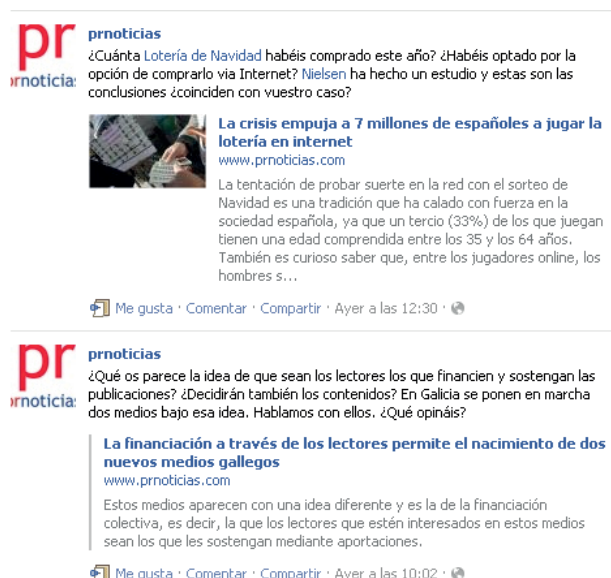 pr
prnoticias
prnoticias
¿Cuánta Lotería de Navidad habéis comprado este año? ¿Habéis optado por la
opción de comprarlo via Internet? Nielsen ha hecho un estudio y estas son las
conclusiones ¿coinciden con vuestro caso?
La crisis empuja a 7 millones de españoles a jugar la
lotería en internet
www.prnoticias.com
La tentación de probar suerte en la red con el sorteo de
Navidad es una tradición que ha calado con fuerza en la
sociedad española, ya que un tercio (33%) de los que juegan
tienen una edad comprendida entre los 35 y los 64 años.
También es curioso saber que, entre los jugadores online, los
hombres s...
Me gusta · Comentar · Compartir · Ayer a las 12:30 ·
pr
prnoticias
prnoticias
¿Qué os parece la idea de que sean los lectores los que financien y sostengan las
publicaciones? ¿Decidirán también los contenidos? En Galicia se ponen en marcha
dos medios bajo esa idea. Hablamos con ellos. ¿Qué opináis?
La financiación a través de los lectores permite el nacimiento de dos
nuevos medios gallegos
www.prnoticias.com
Estos medios aparecen con una idea diferente y es la de la financiación
colectiva, es decir, la que los lectores que estén interesados en estos medios
sean los que les sostengan mediante aportaciones.
Me gusta · Comentar · Compartir · Ayer a las 10:02 ·